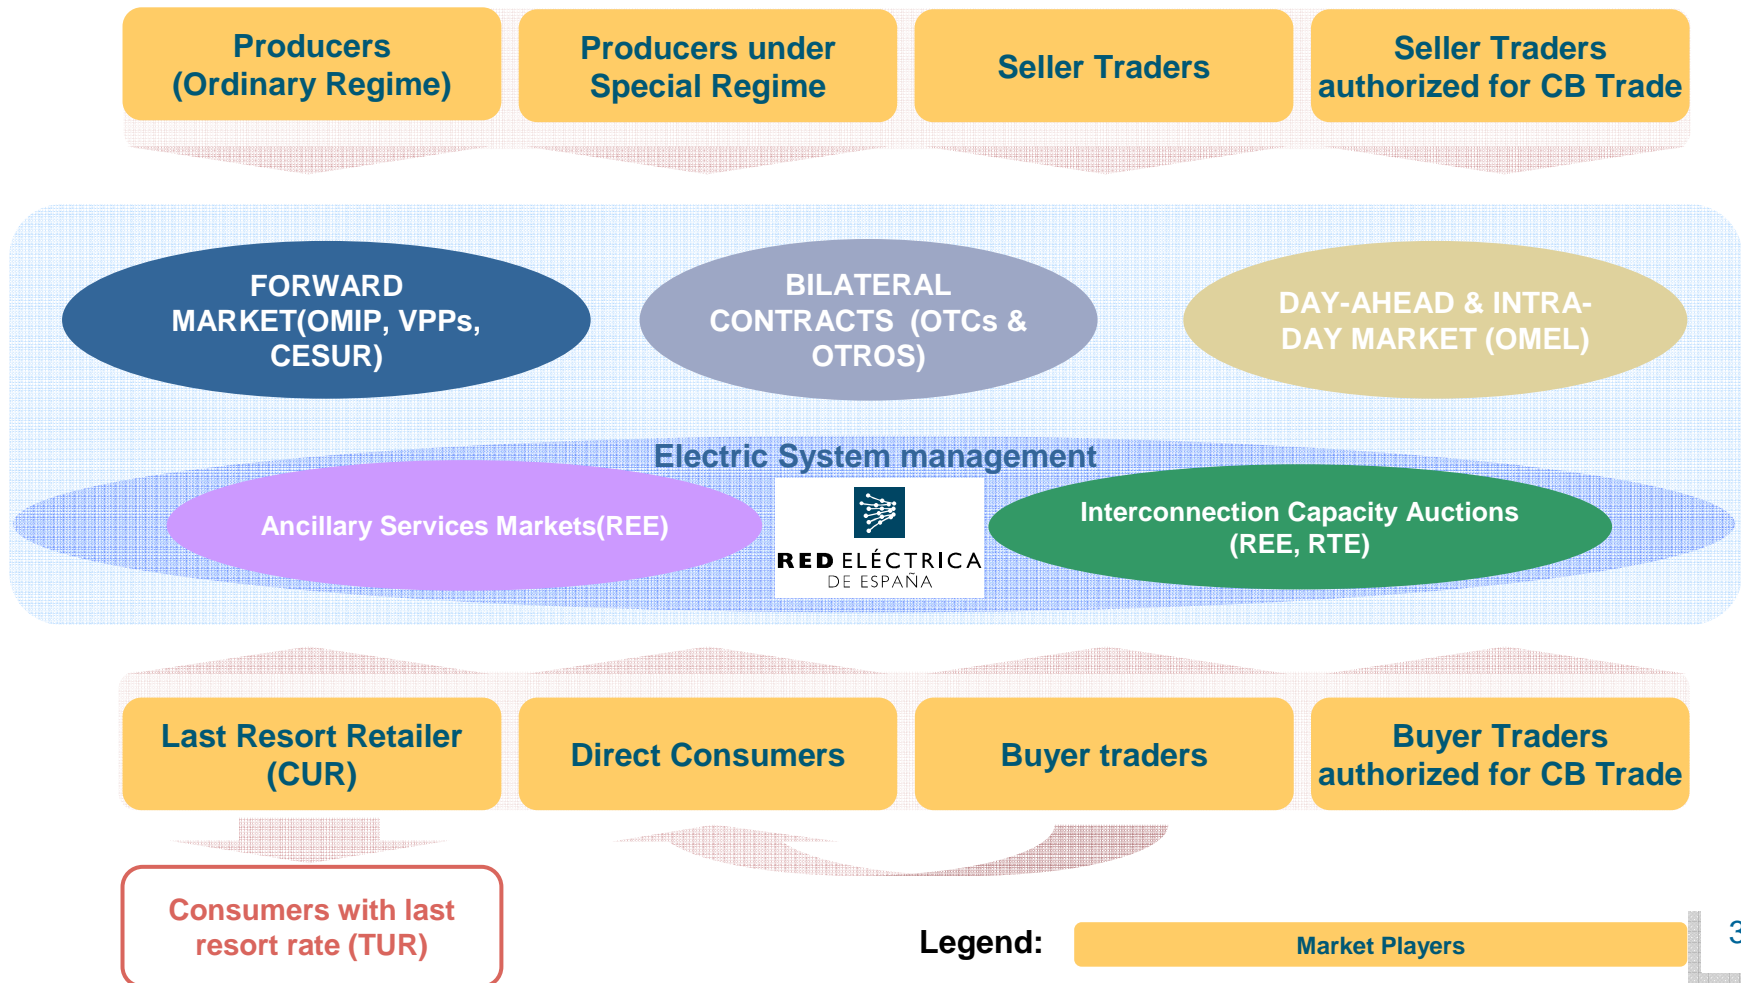 Producers
(Ordinary Regime)
Producers under
Special Regime
Seller Traders
Seller Traders
authorized for CB Trade
FORWARD
MARKET(OMIP, VPPs,
CESUR)
BILATERAL
CONTRACTS (OTCs &
OTROS)
DAY-AHEAD & INTRA-
DAY MARKET (OMEL)
Electric System management
Ancillary Services Markets(REE)
RED ELÉCTRICA
DE ESPAÑA
Interconnection Capacity Auctions
(REE, RTE)
Last Resort Retailer
(CUR)
Direct Consumers
Buyer traders
Buyer Traders
authorized for CB Trade
Consumers with last
resort rate (TUR)
Legend:
Market Players
3